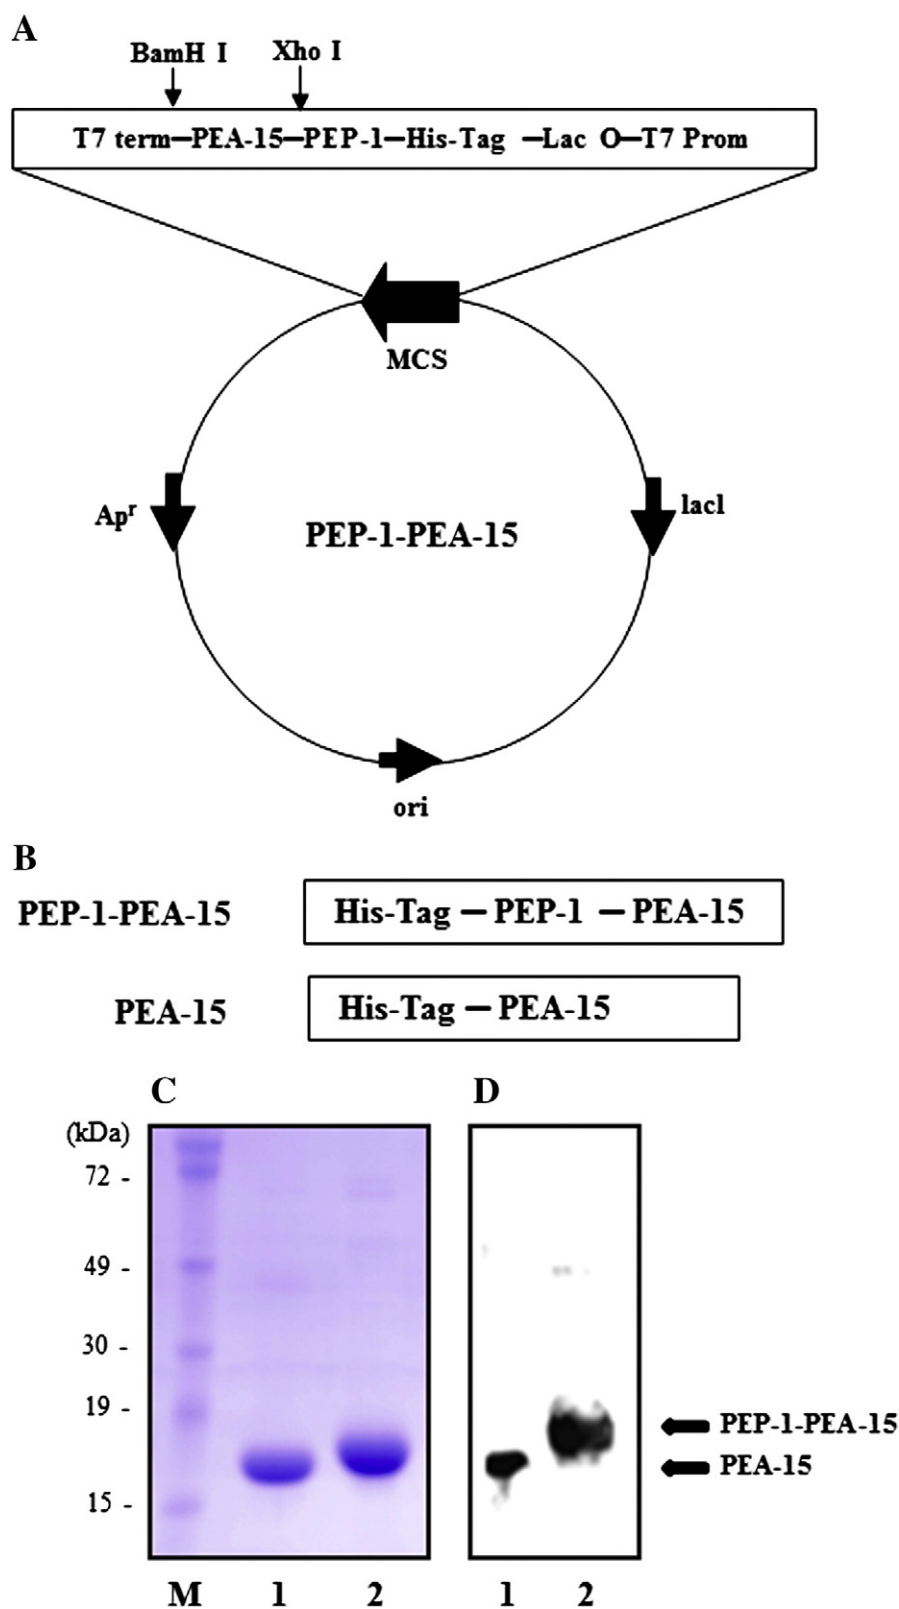 A
BamH I Xho I
T7 term—PEA-15—PEP-1—His-Tag —Lac O—T7 Prom
MCS
Apʳ
lacI
PEP-1-PEA-15
ori
B
PEP-1-PEA-15 His-Tag — PEP-1 — PEA-15
PEA-15 His-Tag — PEA-15
C D
(kDa)
72 -
49 -
30 -
19 -
PEP-1-PEA-15
PEA-15
15 -
M 1 2 1 2